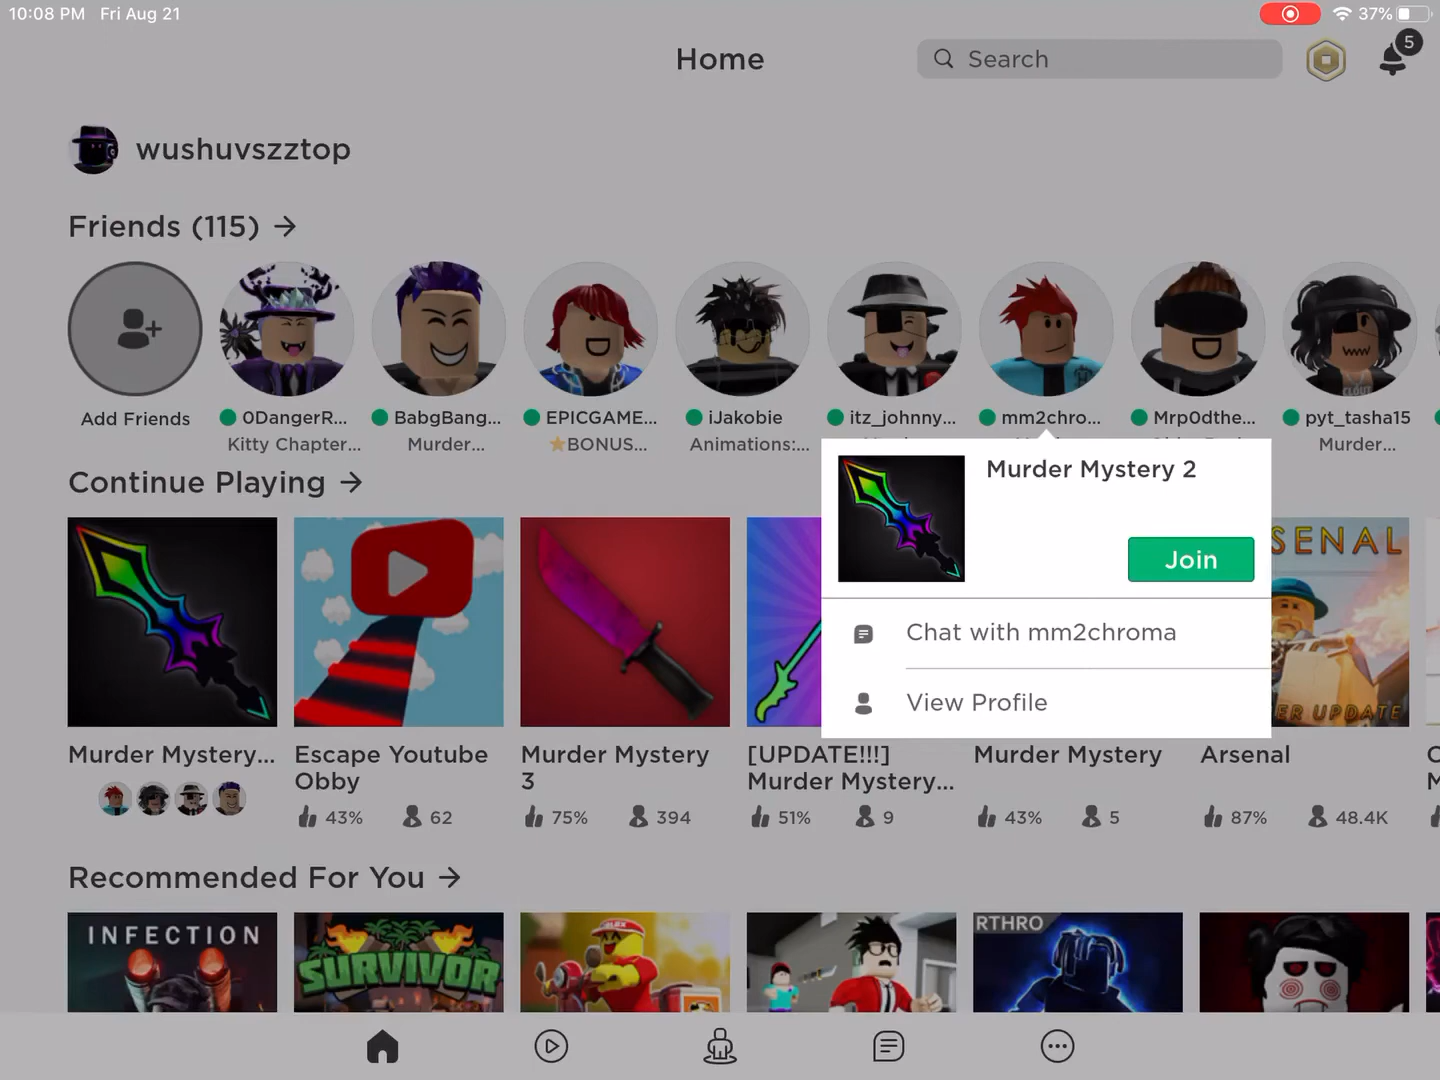 10:08 PM Fri Aug 21
37%
Home
Search
5
wushuvszztop
Friends (115)
Add Friends
0DangerR...
Kitty Chapter...
BabgBang...
Murder...
EPICGAME...
BONUS...
iJakobie
Animations:...
itz_johnny...
mm2chro...
Mrp0dthe...
pyt_tasha15
Murder...
Continue Playing
Murder Mystery 2
Join
Chat with mm2chroma
View Profile
SENAL
ER UPDATE
Murder Mystery...
Escape Youtube
Obby
43%
62
Murder Mystery
3
75%
394
[UPDATE!!!]
Murder Mystery...
51%
9
Murder Mystery
43%
5
Arsenal
87%
48.4K
Recommended For You
INFECTION
SURVIVOR
RTHRO